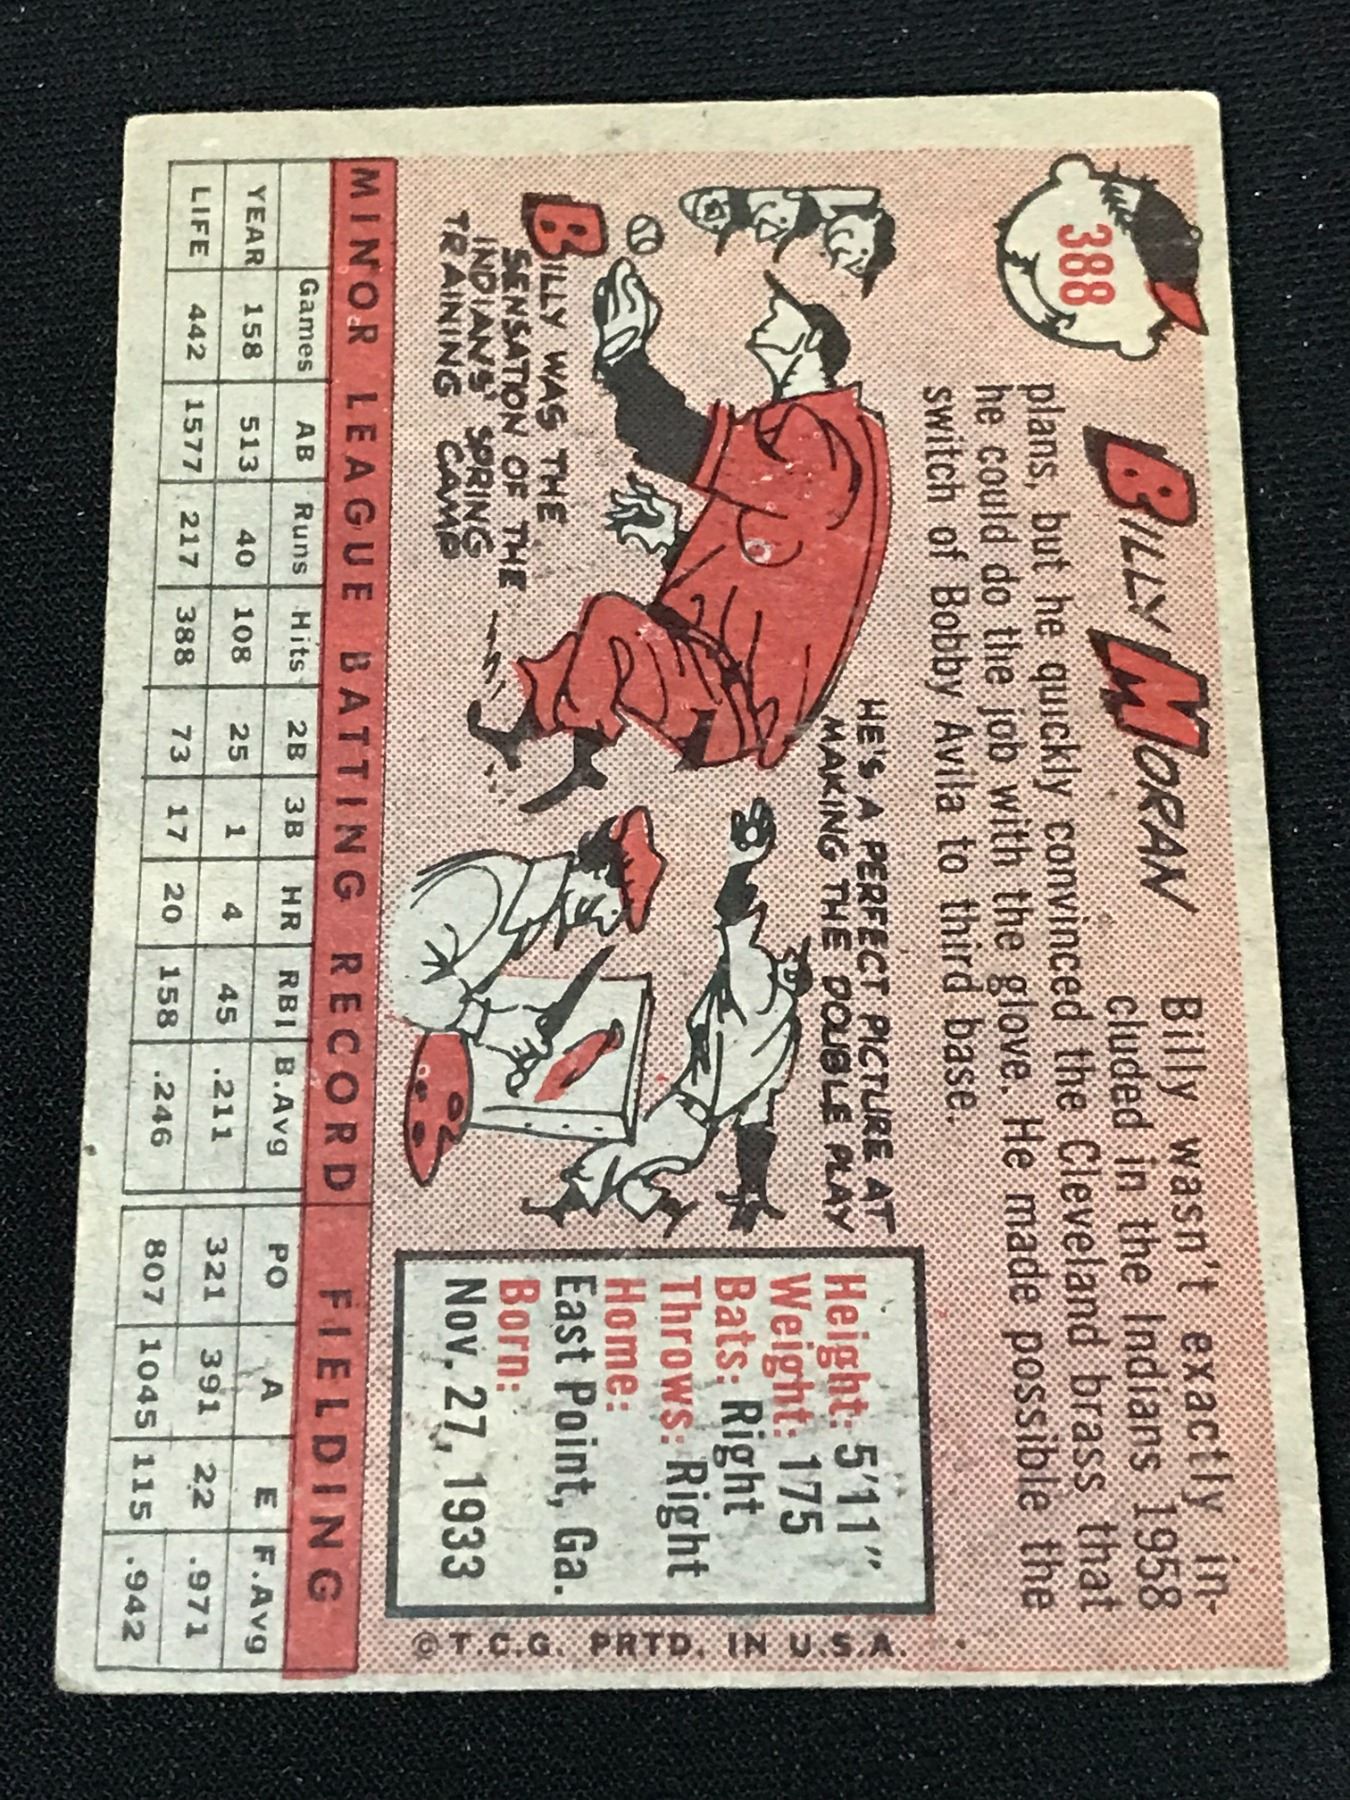 388
BILLY MORAN
Billy wasn't exactly in-
cluded in the Indians 1958
plans, but he quickly convinced the Cleveland brass that
he could do the job with the glove. He made possible the
switch of Bobby Avila to third base.
BILLY WAS THE
SENSATION OF THE
INDIANS' SPRING
TRAINING CAMP
HE'S A PERFECT PICTURE AT
MAKING THE DOUBLE PLAY
Height: 5'11"
Weight: 175
Bats: Right
Throws: Right
Home:
East Point, Ga.
Born:
Nov. 27, 1933
© T.C.G. PRTD. IN U.S.A.
MINOR LEAGUE BATTING RECORD FIELDING
Games AB Runs Hits 2B 3B HR RBI B.Avg PO A E F.Avg
YEAR 158 513 40 108 25 1 4 45 .211 321 391 22 .971
LIFE 442 1577 217 388 73 17 20 158 .246 807 1045 115 .942